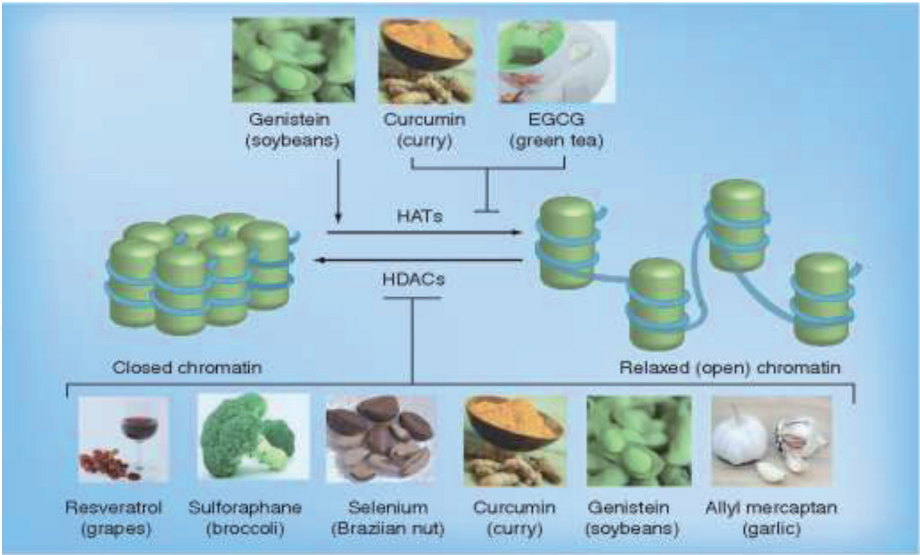 Genistein
(soybeans)
Curcumin
(curry)
EGCG
(green tea)
HATs
HDACs
Closed chromatin
Relaxed (open) chromatin
Resveratrol
(grapes)
Sulforaphane
(broccoli)
Selenium
(Braziian nut)
Curcumin
(curry)
Genistein
(soybeans)
Allyl mercaptan
(garlic)